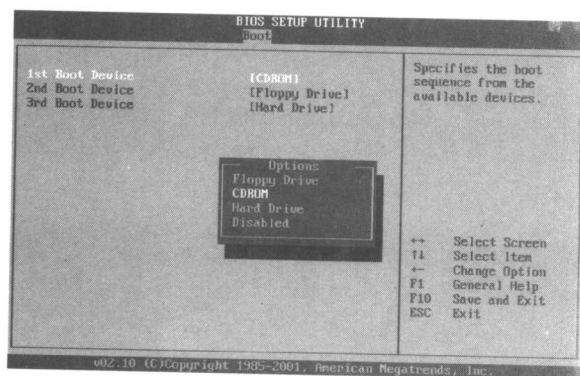 BIOS SETUP UTILITY
Boot
1st Boot Device [CDROM]
2nd Boot Device [Floppy Drive]
3rd Boot Device [Hard Drive]
Options
Floppy Drive
CDROM
Hard Drive
Disabled
Specifies the boot
sequence from the
available devices.
↔ Select Screen
↑↓ Select Item
← Change Option
F1 General Help
F10 Save and Exit
ESC Exit
v02.10 (C)Copyright 1985-2001, American Megatrends, Inc.